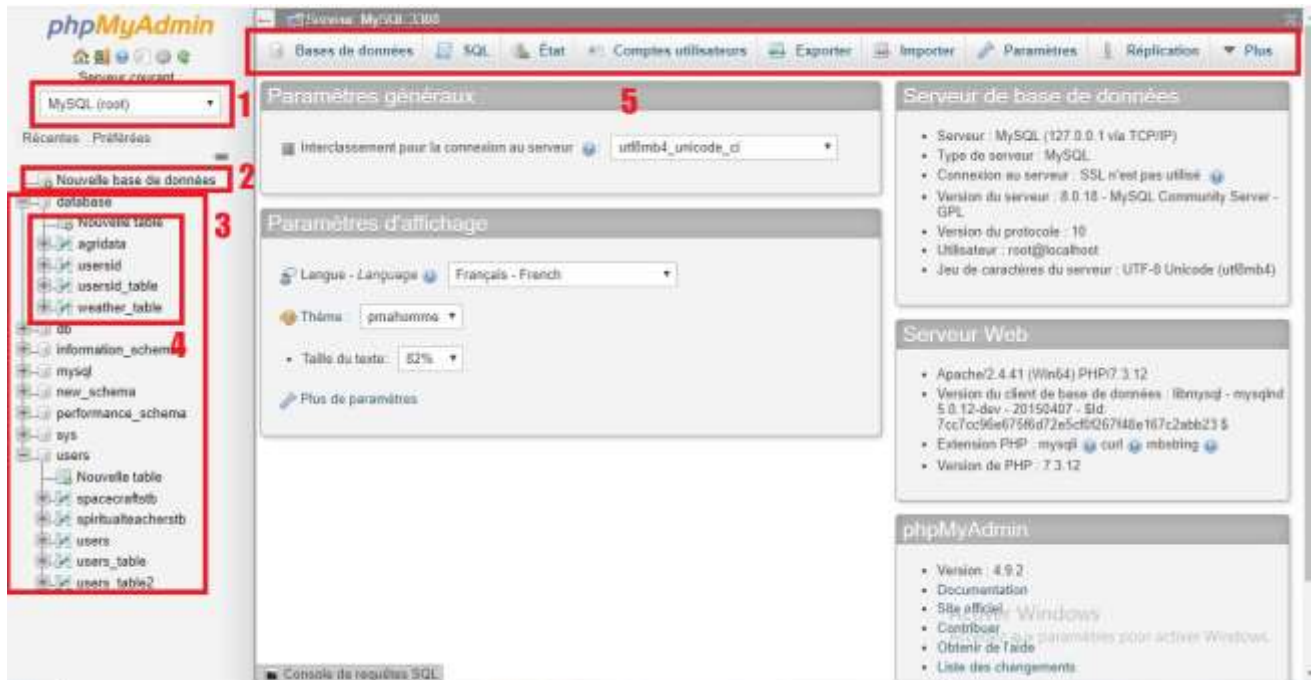 phpMyAdmin
Serveur courant
MySQL (root)
1
Récentes Préférées
Nouvelle base de données
2
database
3
Nouvelle table
agridata
usersid
usersid_table
weather_table
db
4
information_schema
mysql
new_schema
performance_schema
sys
users
Nouvelle table
spacecraftstb
spiritualteacherstb
users
users_table
users_table2
Serveur: MySQL:3308
Bases de données SQL État Comptes utilisateurs Exporter Importer Paramètres Réplication Plus
5
Paramètres généraux
Interclassement pour la connexion au serveur utf8mb4_unicode_ci
Paramètres d'affichage
Langue - Language Français - French
Thème : pmahomme
Taille du texte: 82%
Plus de paramètres
Console de requêtes SQL
Serveur de base de données
Serveur : MySQL (127.0.0.1 via TCP/IP)
Type de serveur : MySQL
Connexion au serveur : SSL n'est pas utilisé
Version du serveur : 8.0.18 - MySQL Community Server -
GPL
Version du protocole : 10
Utilisateur : root@localhost
Jeu de caractères du serveur : UTF-8 Unicode (utf8mb4)
Serveur Web
Apache/2.4.41 (Win64) PHP/7.3.12
Version du client de base de données : libmysql - mysqlnd
5.0.12-dev - 20150407 - $Id:
Extension PHP : mysqli curl mbstring
Version de PHP : 7.3.12
phpMyAdmin
Version : 4.9.2
Documentation
Site officiel
Contribuer
Obtenir de l'aide
Liste des changements
Activer Windows
aux paramètres pour activer Windows.